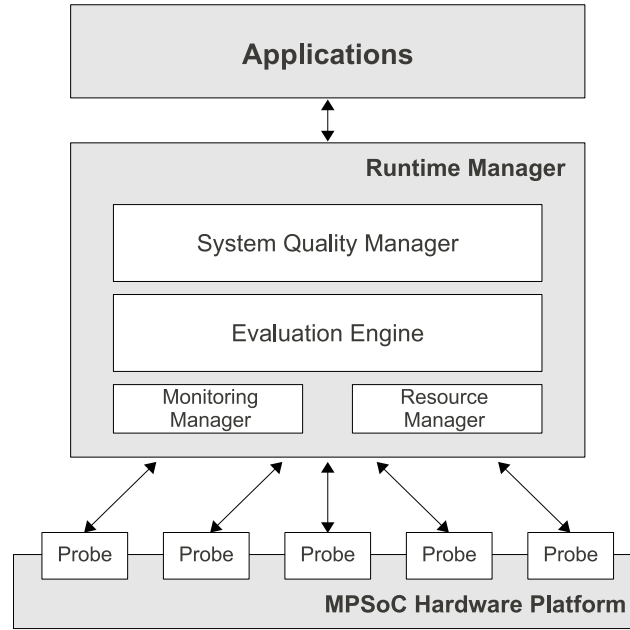 Applications
Runtime Manager
System Quality Manager
Evaluation Engine
Monitoring
Manager
Resource
Manager
Probe
Probe
Probe
Probe
Probe
MPSoC Hardware Platform